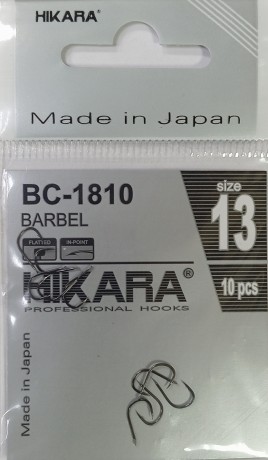 HIKARA®
Made in Japan
BC-1810
BARBEL
size
13
FLATTGD
IN-POINT
10 pcs
HIKARA®
PROFESSIONAL HOOKS
Made in Japan